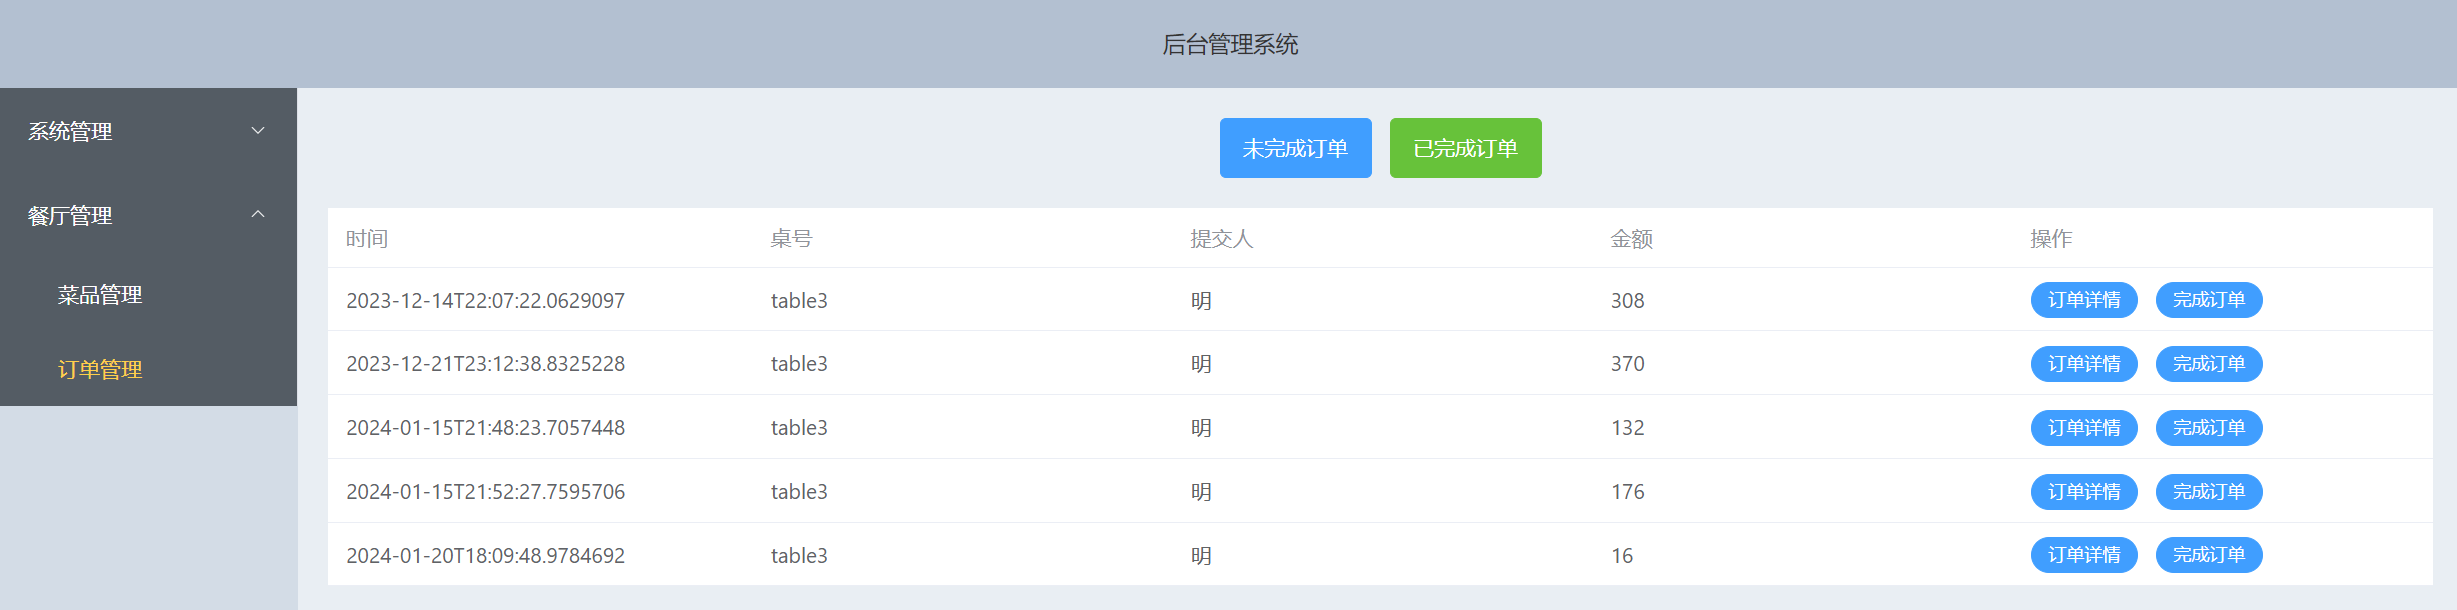 后台管理系统
系统管理
餐厅管理
菜品管理
订单管理
未完成订单 已完成订单
时间 桌号 提交人 金额 操作
2023-12-14T22:07:22.0629097 table3 明 308 订单详情 完成订单
2023-12-21T23:12:38.8325228 table3 明 370 订单详情 完成订单
2024-01-15T21:48:23.7057448 table3 明 132 订单详情 完成订单
2024-01-15T21:52:27.7595706 table3 明 176 订单详情 完成订单
2024-01-20T18:09:48.9784692 table3 明 16 订单详情 完成订单